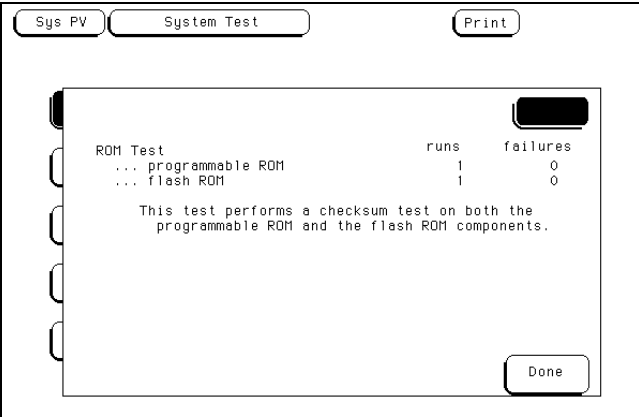 Sys PV System Test Print
runs failures
ROM Test
... programmable ROM 1 0
... flash ROM 1 0
This test performs a checksum test on both the
programmable ROM and the flash ROM components.
Done